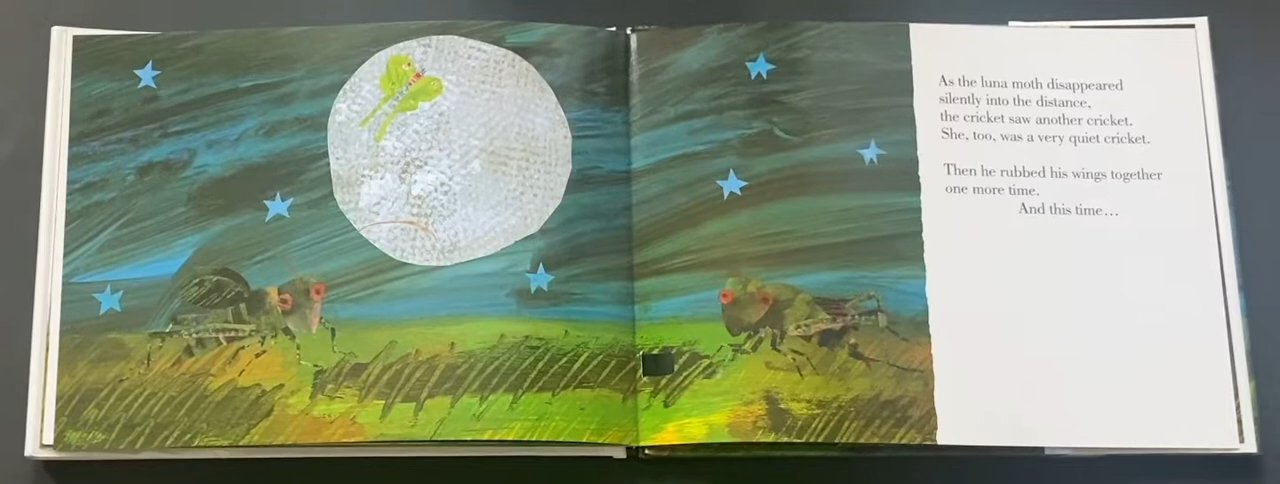 As the luna moth disappeared
silently into the distance,
the cricket saw another cricket.
She, too, was a very quiet cricket.
Then he rubbed his wings together
one more time.
And this time...